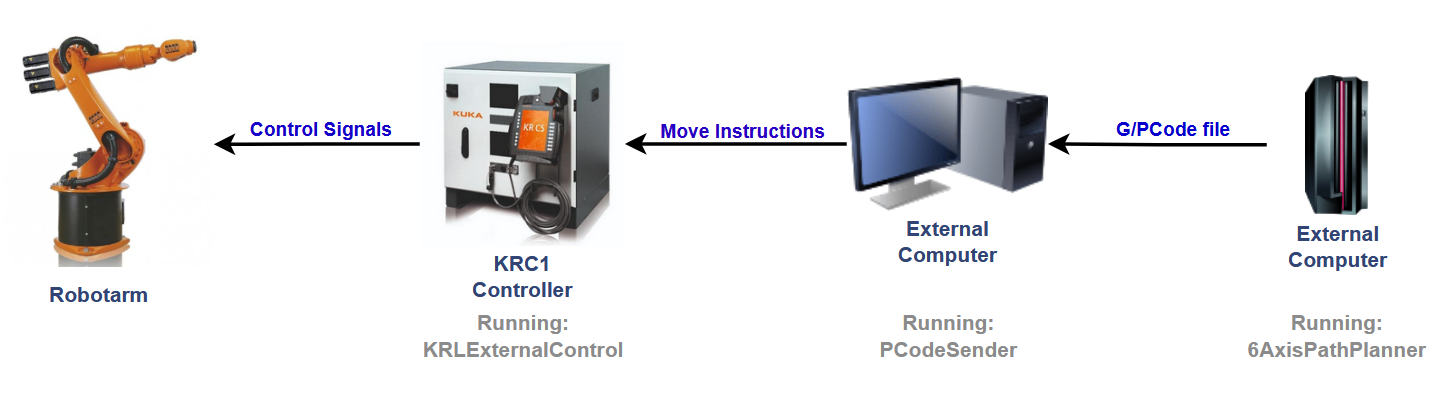 Control Signals
Move Instructions
G/PCode file
KUKA
KR C5
Robotarm
KRC1
Controller
External
Computer
External
Computer
Running:
KRLExternalControl
Running:
PCodeSender
Running:
6AxisPathPlanner